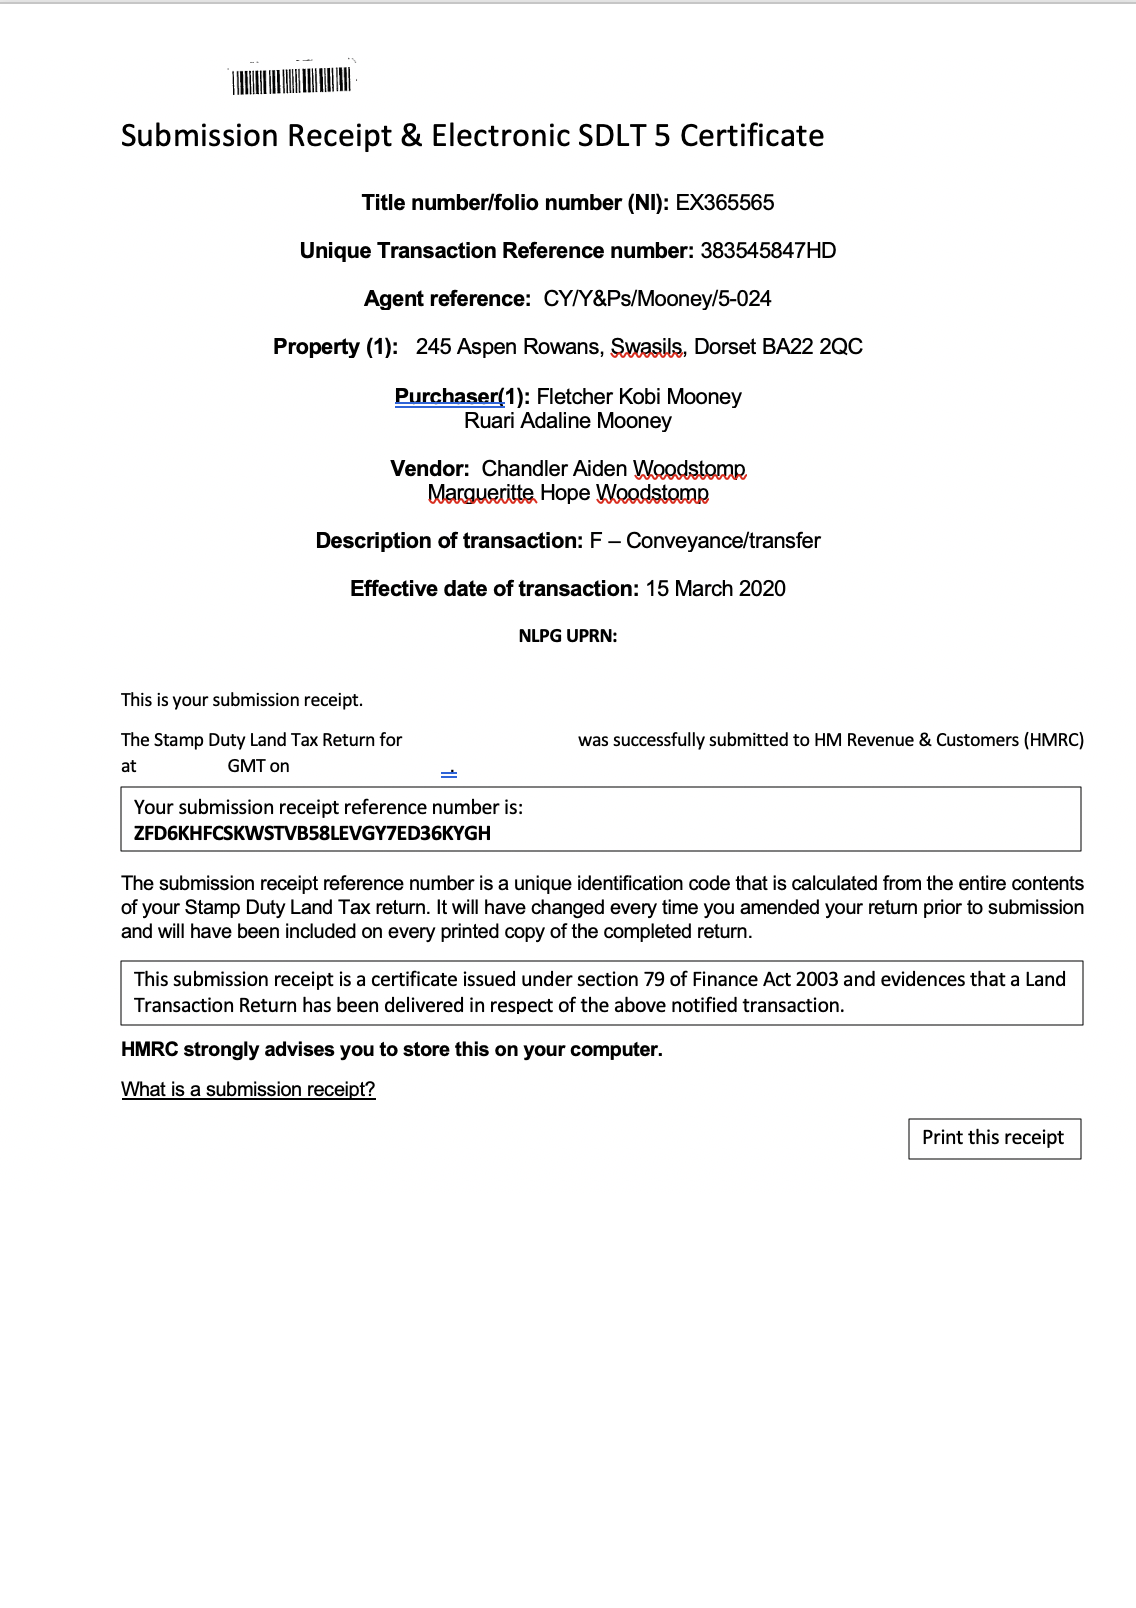 Submission Receipt & Electronic SDLT 5 Certificate
Title number/folio number (NI): EX365565
Unique Transaction Reference number: 383545847HD
Agent reference: CY/Y&Ps/Mooney/5-024
Property (1): 245 Aspen Rowans, Swasils, Dorset BA22 2QC
Purchaser(1): Fletcher Kobi Mooney
Ruari Adaline Mooney
Vendor: Chandler Aiden Woodstomp
Margueritte Hope Woodstomp
Description of transaction: F – Conveyance/transfer
Effective date of transaction: 15 March 2020
NLPG UPRN:
This is your submission receipt.
The Stamp Duty Land Tax Return for was successfully submitted to HM Revenue & Customers (HMRC)
at GMT on .
Your submission receipt reference number is:
ZFD6KHFCSKWSTVB58LEVGY7ED36KYGH
The submission receipt reference number is a unique identification code that is calculated from the entire contents
of your Stamp Duty Land Tax return. It will have changed every time you amended your return prior to submission
and will have been included on every printed copy of the completed return.
This submission receipt is a certificate issued under section 79 of Finance Act 2003 and evidences that a Land
Transaction Return has been delivered in respect of the above notified transaction.
HMRC strongly advises you to store this on your computer.
What is a submission receipt?
Print this receipt